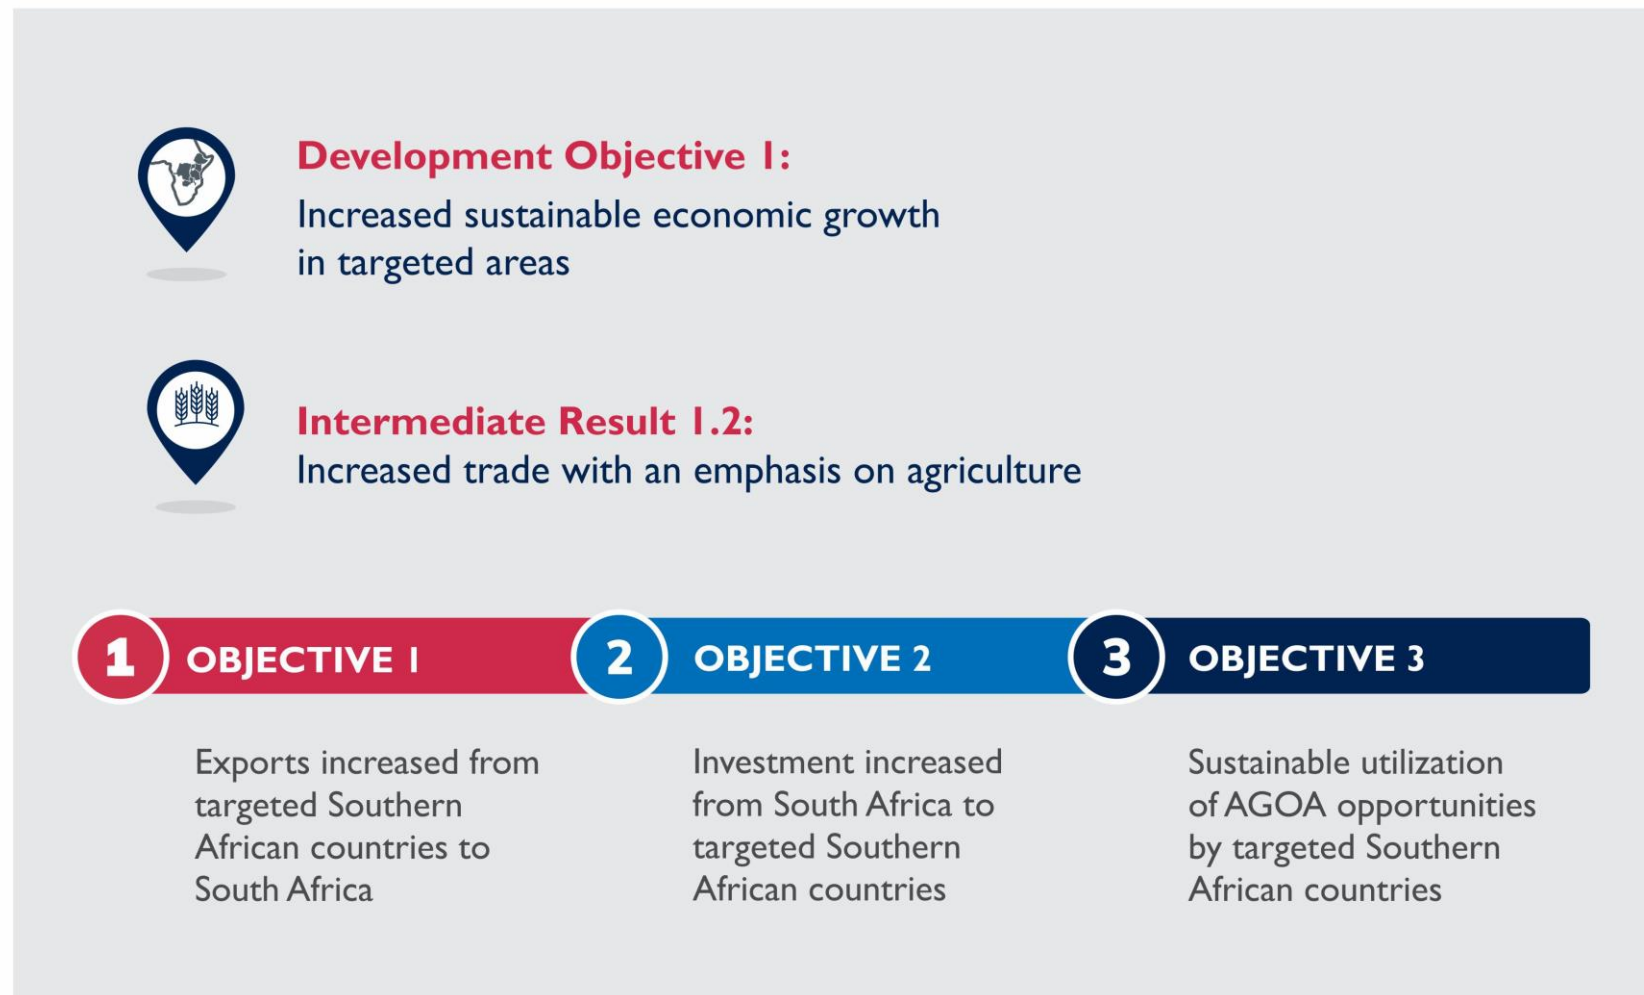 Development Objective 1:
Increased sustainable economic growth
in targeted areas
Intermediate Result 1.2:
Increased trade with an emphasis on agriculture
1 OBJECTIVE 1
Exports increased from
targeted Southern
African countries to
South Africa
2 OBJECTIVE 2
Investment increased
from South Africa to
targeted Southern
African countries
3 OBJECTIVE 3
Sustainable utilization
of AGOA opportunities
by targeted Southern
African countries